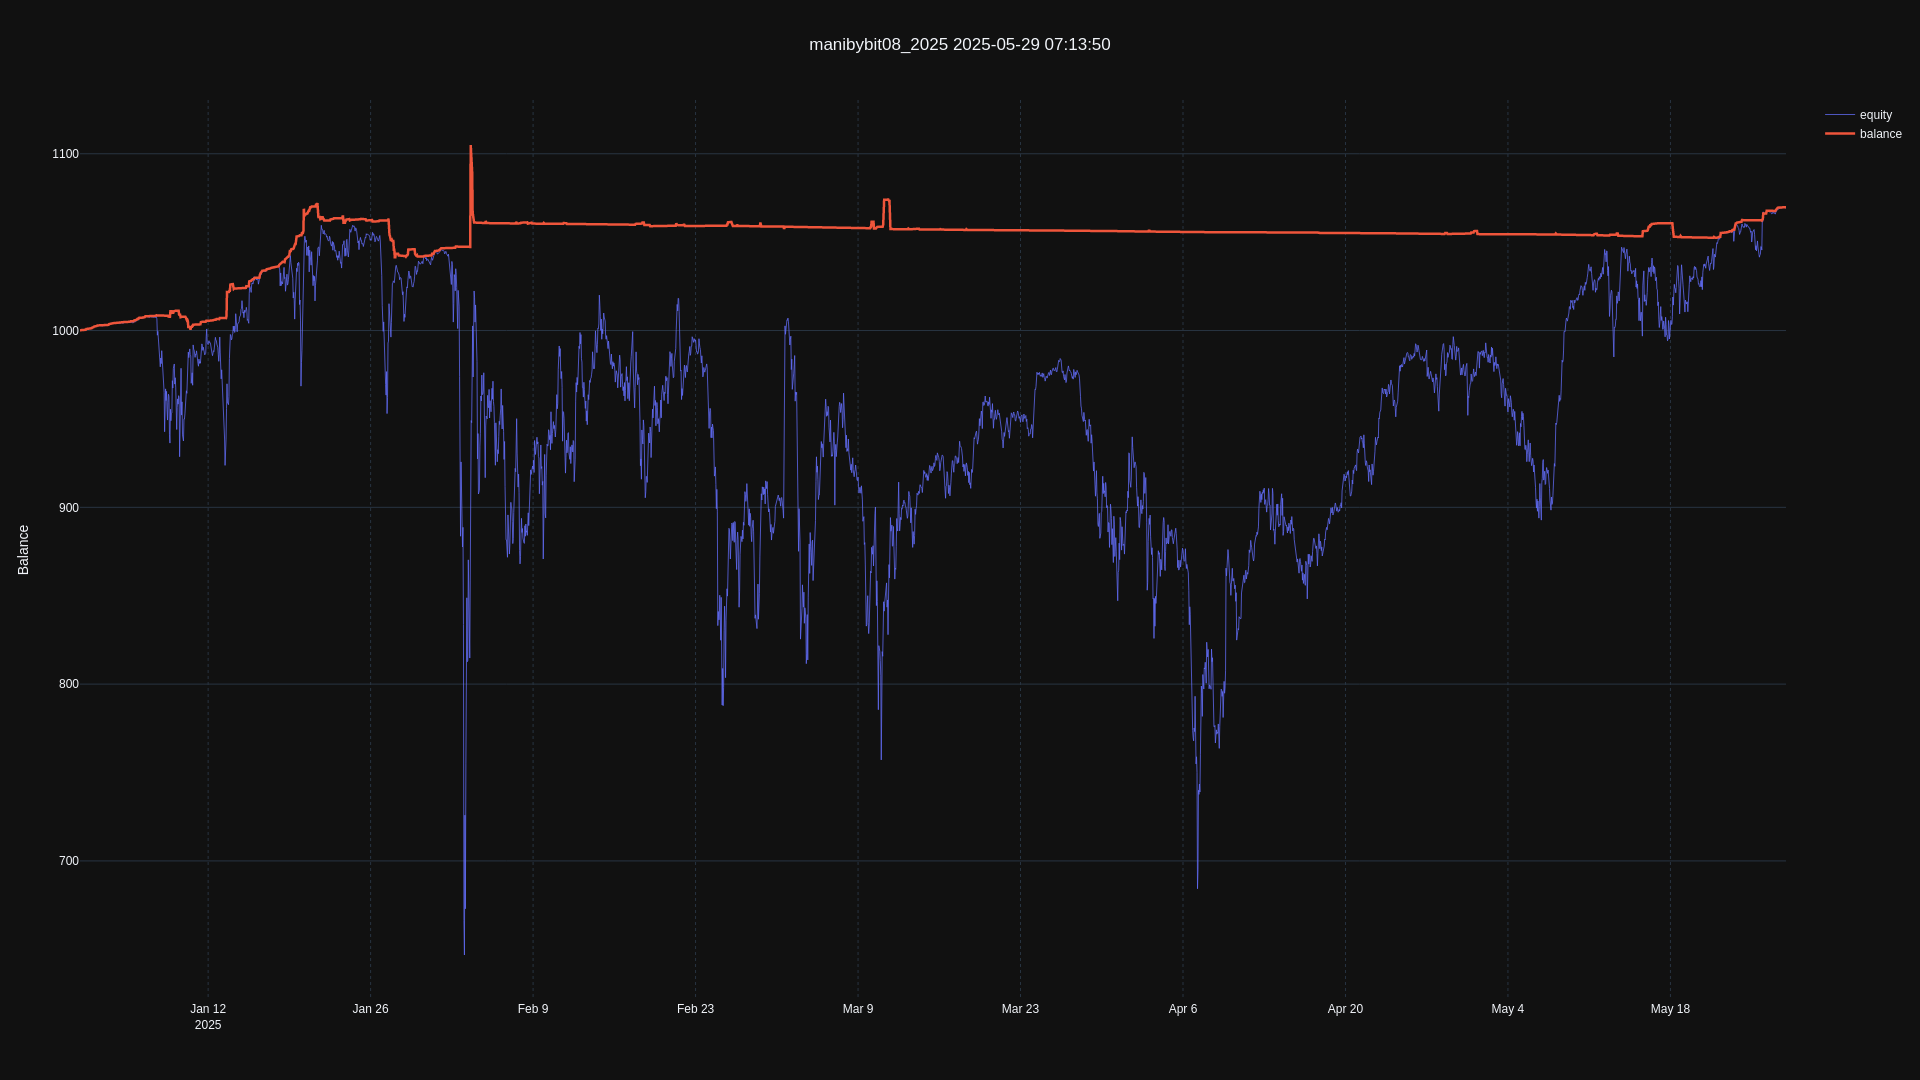 manibybit08_2025 2025-05-29 07:13:50
equity
balance
1100
1000
900
800
700
Balance
Jan 12
2025
Jan 26
Feb 9
Feb 23
Mar 9
Mar 23
Apr 6
Apr 20
May 4
May 18